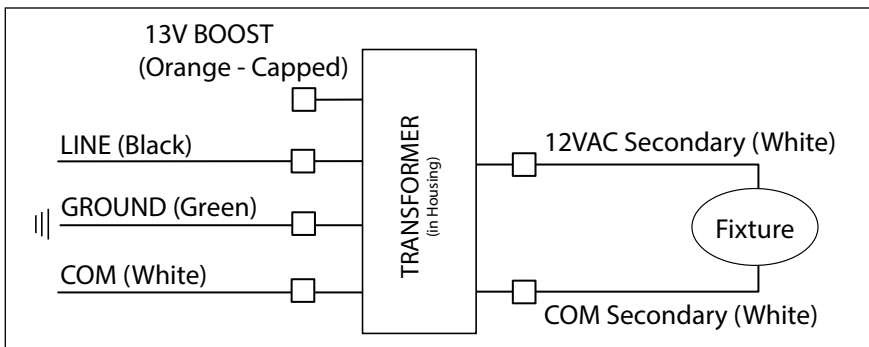 13V BOOST
(Orange - Capped)
LINE (Black)
GROUND (Green)
COM (White)
TRANSFORMER
(in Housing)
12VAC Secondary (White)
Fixture
COM Secondary (White)